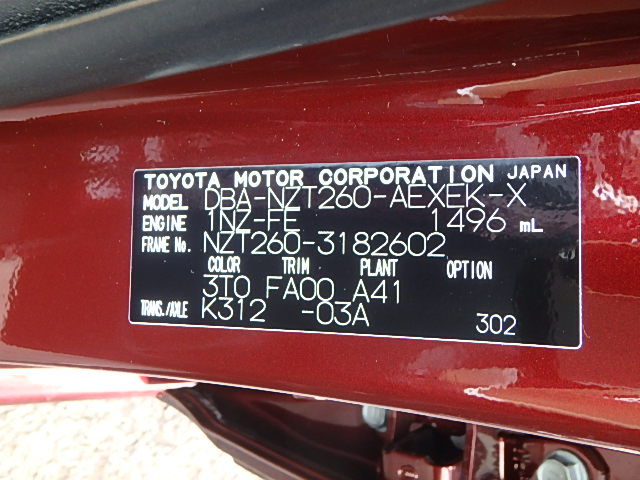 TOYOTA MOTOR CORPORATION JAPAN
MODEL DBA-NZT260-AEXEK-X
ENGINE 1NZ-FE 1496 mL
FRAME No. NZT260-3182602
COLOR TRIM PLANT OPTION
3T0 FA00 A41
TRANS./AXLE K312 -03A
302